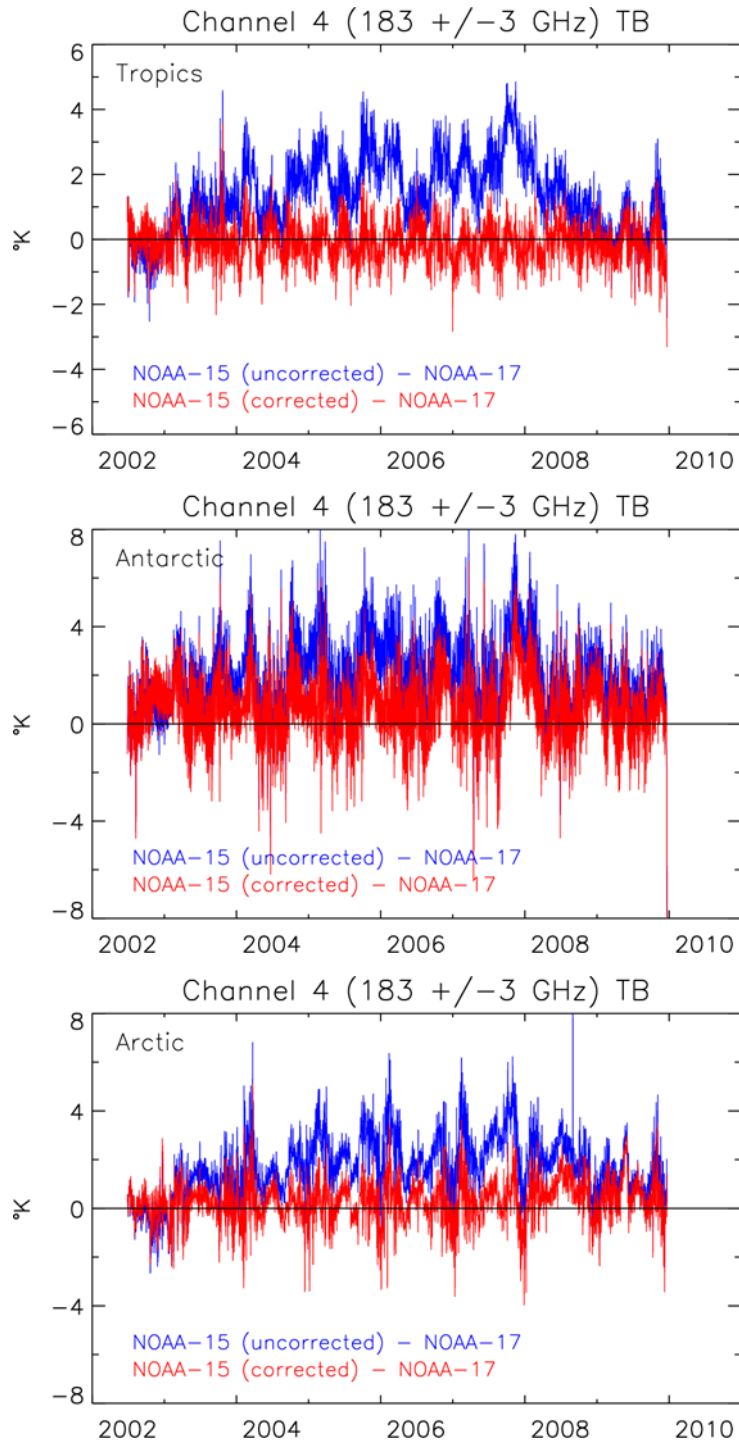 Channel 4 (183 +/−3 GHz) TB
6
Tropics
4
2
°K
0
−2
−4
NOAA−15 (uncorrected) − NOAA−17
NOAA−15 (corrected) − NOAA−17
−6
2002 2004 2006 2008 2010
Channel 4 (183 +/−3 GHz) TB
8
Antarctic
4
°K
0
−4
NOAA−15 (uncorrected) − NOAA−17
NOAA−15 (corrected) − NOAA−17
−8
2002 2004 2006 2008 2010
Channel 4 (183 +/−3 GHz) TB
8
Arctic
4
°K
0
−4
NOAA−15 (uncorrected) − NOAA−17
NOAA−15 (corrected) − NOAA−17
−8
2002 2004 2006 2008 2010